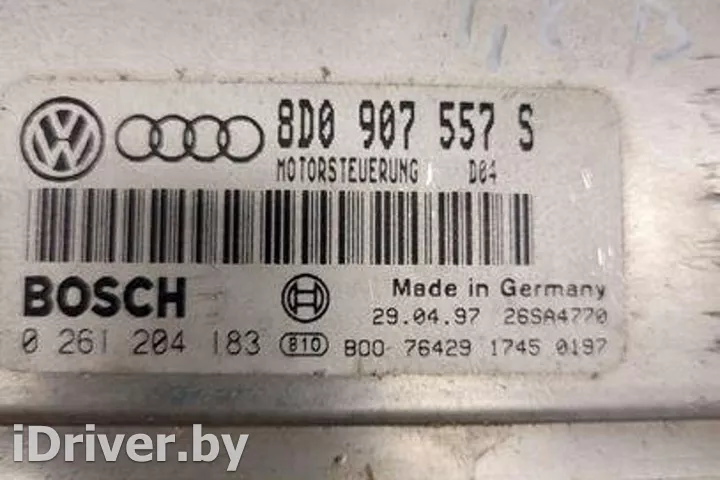 8D0 907 557 S
MOTORSTEUERUNG D04
BOSCH
Made in Germany
29.04.97 26SA4770
0 261 204 183 810 B00 76429 1745 0197
iDriver.by